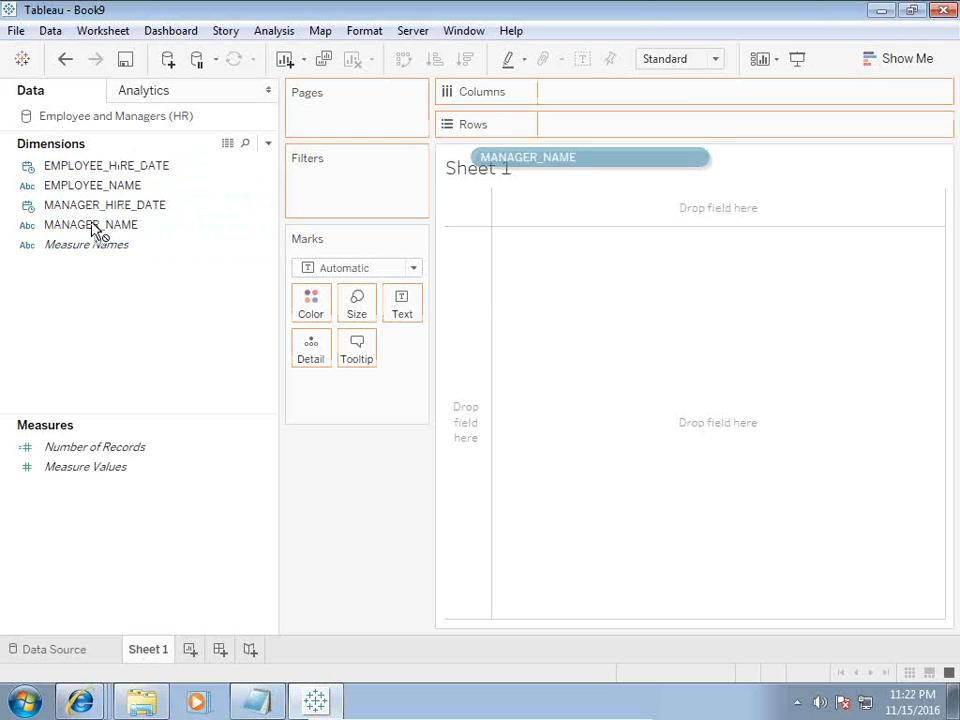 Tableau - Book9
File Data Worksheet Dashboard Story Analysis Map Format Server Window Help
Standard
Show Me
Data Analytics
Employee and Managers (HR)
Dimensions
EMPLOYEE_HIRE_DATE
Abc EMPLOYEE_NAME
MANAGER_HIRE_DATE
Abc MANAGER_NAME
Abc Measure Names
Measures
=# Number of Records
# Measure Values
Pages
Filters
Marks
T Automatic
Color Size Text
Detail Tooltip
Columns
Rows
MANAGER_NAME
Sheet 1
Drop field here
Drop
field
here
Drop field here
Data Source Sheet 1
11:22 PM
11/15/2016